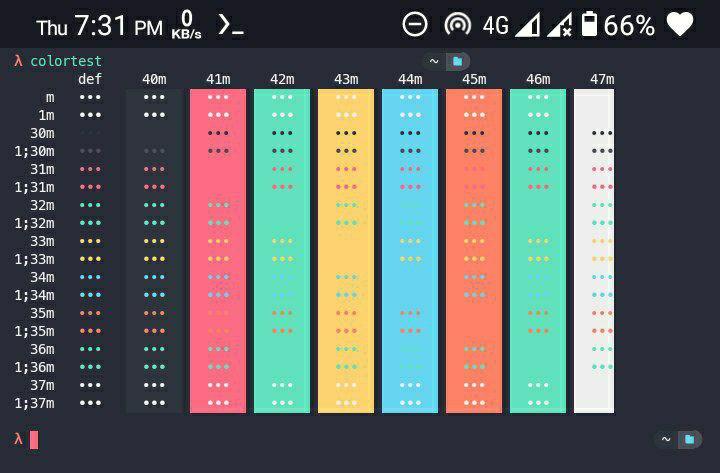 Thu 7:31 PM 0 KB/s 4G 66%
λ colortest ~
def 40m 41m 42m 43m 44m 45m 46m 47m
m ••• ••• ••• ••• ••• ••• ••• •••
1m ••• ••• ••• ••• ••• ••• ••• •••
30m ••• ••• ••• ••• ••• ••• •••
1;30m ••• ••• ••• ••• ••• ••• ••• ••• •••
31m ••• ••• ••• ••• ••• ••• ••• •••
1;31m ••• ••• ••• ••• ••• ••• ••• •••
32m ••• ••• ••• ••• ••• •••
1;32m ••• ••• ••• ••• ••• •••
33m ••• ••• ••• ••• ••• ••• ••• •••
1;33m ••• ••• ••• ••• ••• ••• ••• •••
34m ••• ••• ••• ••• ••• •••
1;34m ••• ••• ••• ••• ••• •••
35m ••• ••• ••• ••• ••• ••• ••• •••
1;35m ••• ••• ••• ••• ••• ••• •••
36m ••• ••• ••• ••• ••• •••
1;36m ••• ••• ••• ••• ••• •••
37m ••• ••• ••• ••• ••• ••• ••• •••
1;37m ••• ••• ••• ••• ••• ••• ••• •••
λ ~